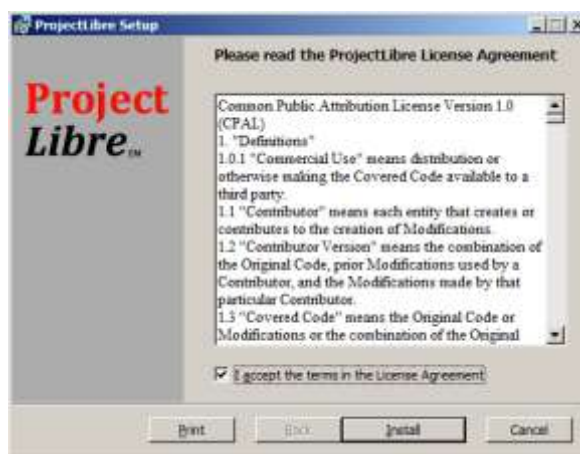 ProjectLibre Setup
Please read the ProjectLibre License Agreement
Project
Libre™
Common Public Attribution License Version 1.0
(CPAL)
1. "Definitions"
1.0.1 "Commercial Use" means distribution or
otherwise making the Covered Code available to a
third party.
1.1 "Contributor" means each entity that creates or
contributes to the creation of Modifications.
1.2 "Contributor Version" means the combination of
the Original Code, prior Modifications used by a
Contributor, and the Modifications made by that
particular Contributor.
1.3 "Covered Code" means the Original Code or
Modifications or the combination of the Original
I accept the terms in the License Agreement
Print Back Install Cancel